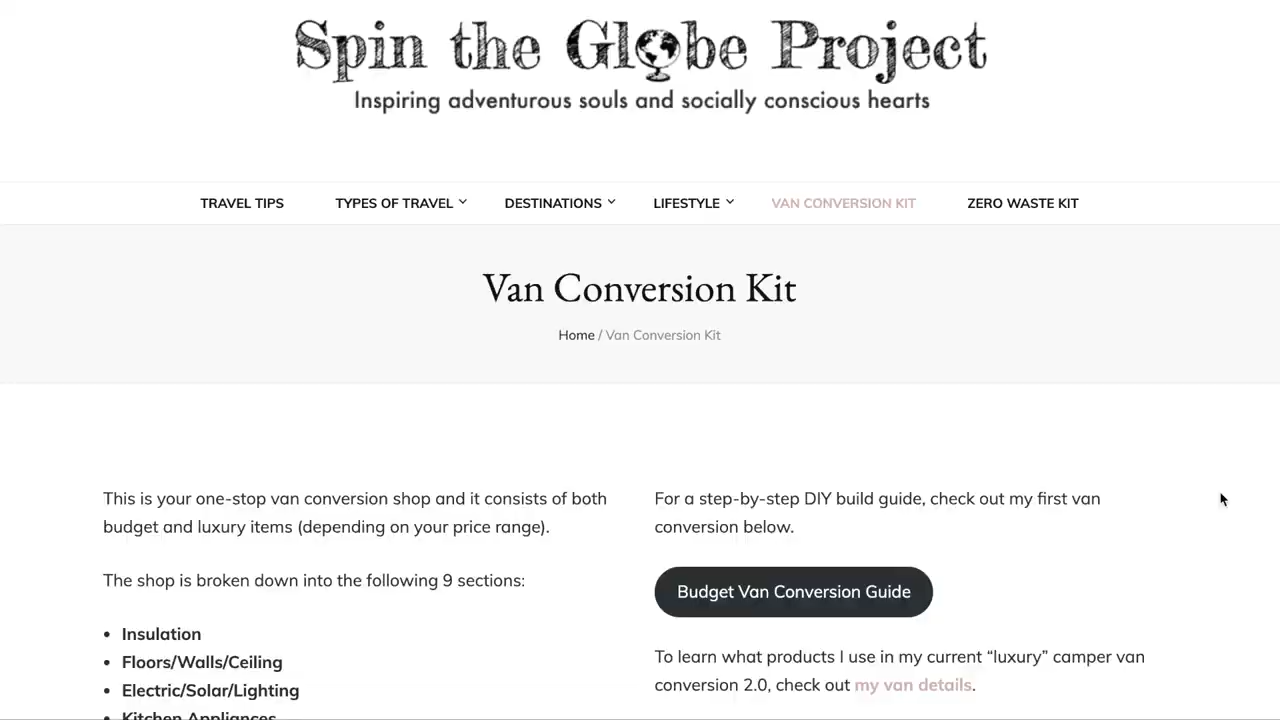 Spin the Globe Project
Inspiring adventurous souls and socially conscious hearts
TRAVEL TIPS TYPES OF TRAVEL DESTINATIONS LIFESTYLE VAN CONVERSION KIT ZERO WASTE KIT
Van Conversion Kit
Home / Van Conversion Kit
This is your one-stop van conversion shop and it consists of both
budget and luxury items (depending on your price range).
The shop is broken down into the following 9 sections:
• Insulation
• Floors/Walls/Ceiling
• Electric/Solar/Lighting
• Kitchen Appliances
For a step-by-step DIY build guide, check out my first van
conversion below.
Budget Van Conversion Guide
To learn what products I use in my current “luxury” camper van
conversion 2.0, check out my van details.